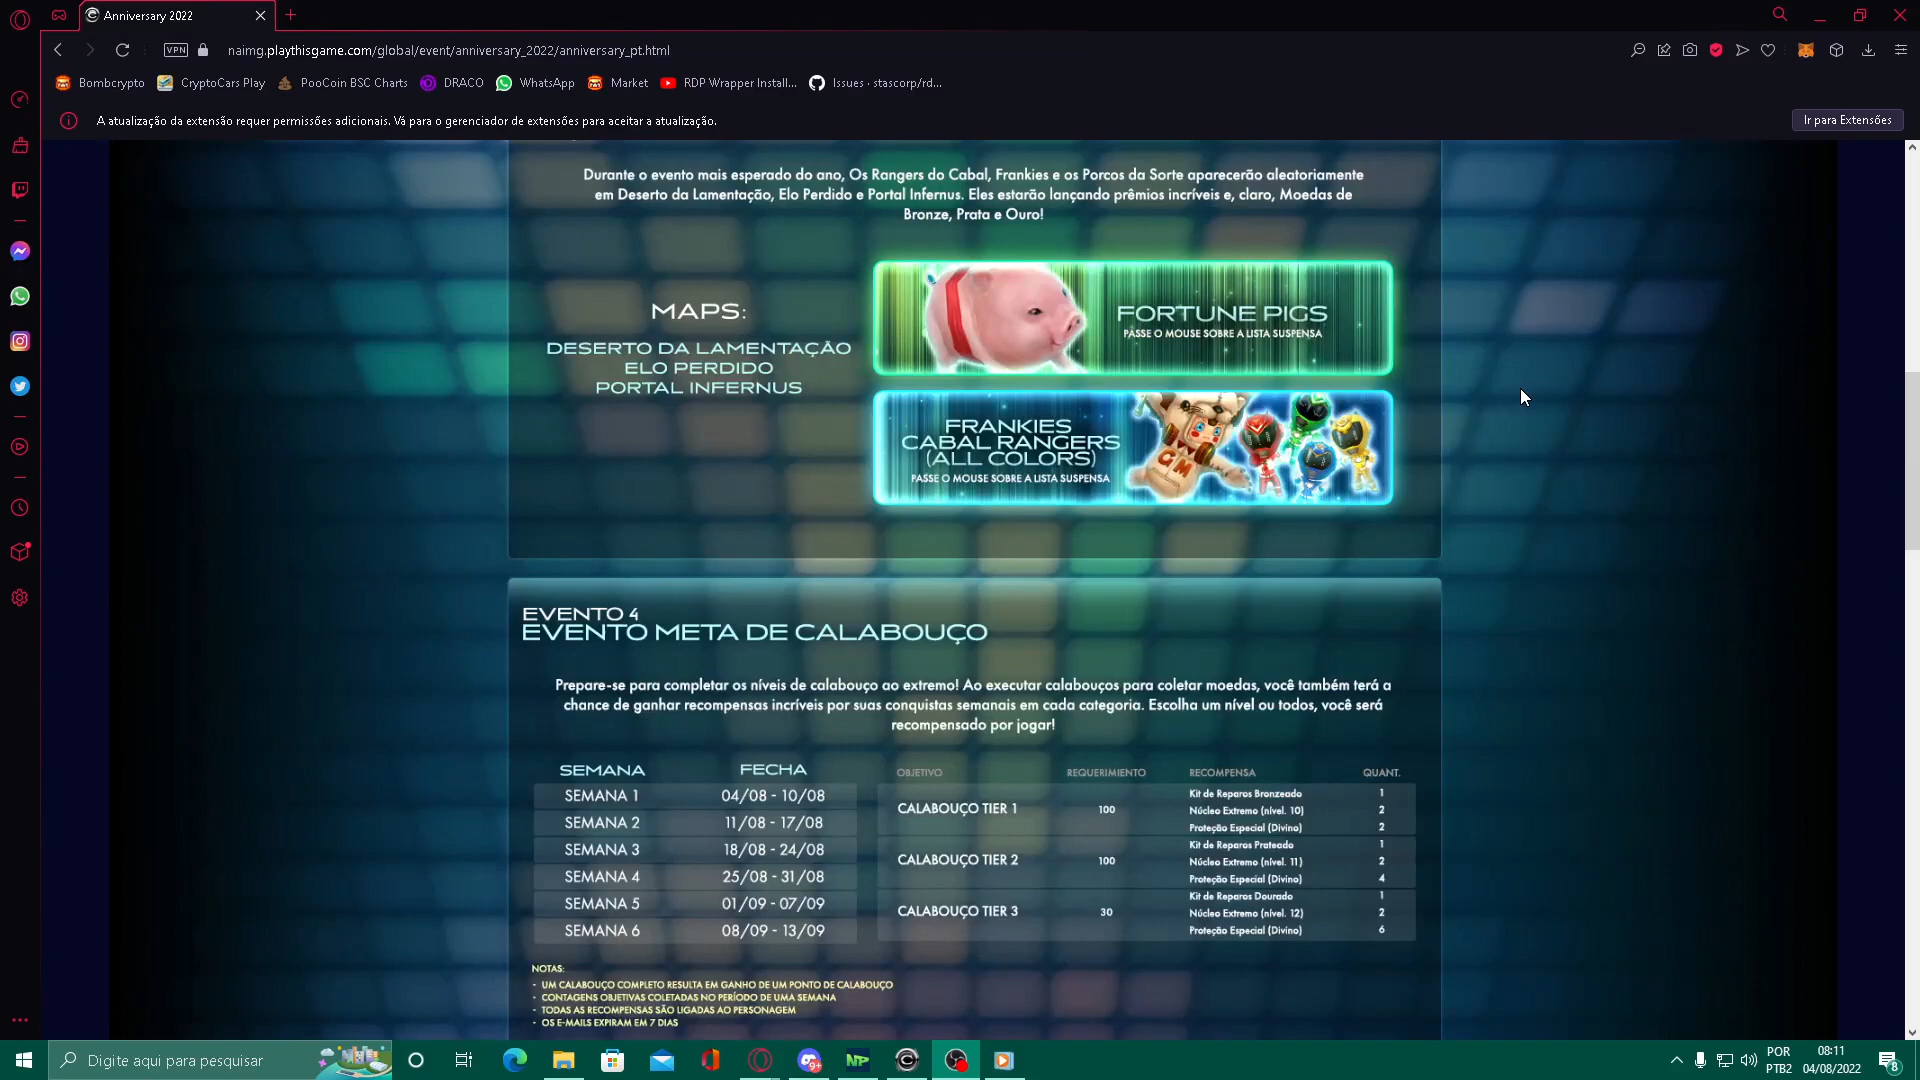 Anniversary 2022
VPN
naimg.playthisgame.com/global/event/anniversary_2022/anniversary_pt.html
Bombcrypto
CryptoCars Play
PooCoin BSC Charts
DRACO
WhatsApp
Market
RDP Wrapper Install...
Issues · stascorp/rd...
A atualização da extensão requer permissões adicionais. Vá para o gerenciador de extensões para aceitar a atualização.
Ir para Extensões
Durante o evento mais esperado do ano, Os Rangers do Cabal, Frankies e os Porcos da Sorte aparecerão aleatoriamente
em Deserto da Lamentação, Elo Perdido e Portal Infernus. Eles estarão lançando prêmios incríveis e, claro, Moedas de
Bronze, Prata e Ouro!
MAPS:
DESERTO DA LAMENTAÇÃO
ELO PERDIDO
PORTAL INFERNUS
FORTUNE PIGS
PASSE O MOUSE SOBRE A LISTA SUSPENSA
FRANKIES
CABAL RANGERS
(ALL COLORS)
PASSE O MOUSE SOBRE A LISTA SUSPENSA
GM
EVENTO 4
EVENTO META DE CALABOUÇO
Prepare-se para completar os níveis de calabouço ao extremo! Ao executar calabouços para coletar moedas, você também terá a
chance de ganhar recompensas incríveis por suas conquistas semanais em cada categoria. Escolha um nível ou todos, você será
recompensado por jogar!
SEMANA FECHA
SEMANA 1 04/08 - 10/08
SEMANA 2 11/08 - 17/08
SEMANA 3 18/08 - 24/08
SEMANA 4 25/08 - 31/08
SEMANA 5 01/09 - 07/09
SEMANA 6 08/09 - 13/09
OBJETIVO REQUERIMIENTO RECOMPENSA QUANT.
Kit de Reparos Bronzeado 1
CALABOUÇO TIER 1 100 Núcleo Extremo (nível. 10) 2
Proteção Especial (Divino) 2
Kit de Reparos Prateado 1
CALABOUÇO TIER 2 100 Núcleo Extremo (nível. 11) 2
Proteção Especial (Divino) 4
Kit de Reparos Dourado 1
CALABOUÇO TIER 3 30 Núcleo Extremo (nível. 12) 2
Proteção Especial (Divino) 6
NOTAS:
- UM CALABOUÇO COMPLETO RESULTA EM GANHO DE UM PONTO DE CALABOUÇO
- CONTAGENS OBJETIVAS COLETADAS NO PERÍODO DE UMA SEMANA
- TODAS AS RECOMPENSAS SÃO LIGADAS AO PERSONAGEM
- OS E-MAILS EXPIRAM EM 7 DIAS
Digite aqui para pesquisar
9+
NP
POR
PTB2
08:11
04/08/2022
8